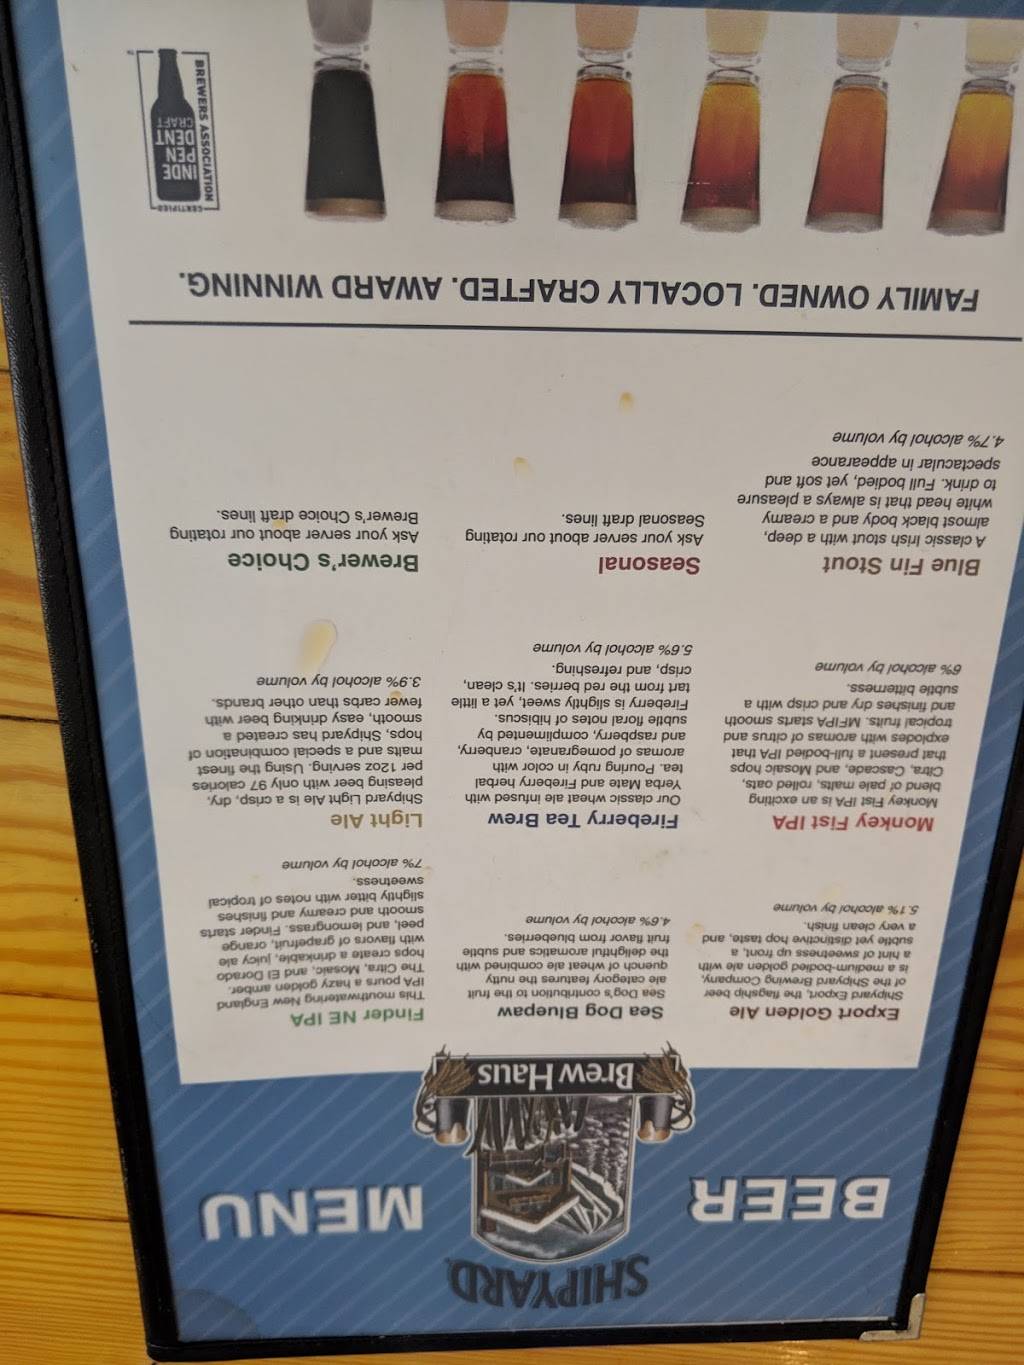 SHIPYARD
BEER
MENU
Brew Haus
Export Golden Ale
Shipyard Export, the flagship beer
of the Shipyard Brewing Company,
is a medium-bodied golden ale with
a hint of sweetness up front, a
subtle yet distinctive hop taste, and
a very clean finish.
5.1% alcohol by volume
Sea Dog Bluepaw
Sea Dog's contribution to the fruit
ale category features the nutty
quench of wheat ale combined with
the delightful aromatics and subtle
fruit flavor from blueberries.
4.6% alcohol by volume
Finder NE IPA
This mouthwatering New England
IPA pours a hazy golden amber.
The Citra, Mosaic, and El Dorado
hops create a drinkable, juicy ale
with flavors of grapefruit, orange
peel, and lemongrass. Finder starts
smooth and creamy and finishes
slightly bitter with notes of tropical
sweetness.
7% alcohol by volume
Monkey Fist IPA
Monkey Fist IPA is an exciting
blend of pale malts, rolled oats,
Citra, Cascade, and Mosaic hops
that present a full-bodied IPA that
explodes with aromas of citrus and
tropical fruits. MFIPA starts smooth
and finishes dry and crisp with a
subtle bitterness.
6% alcohol by volume
Fireberry Tea Brew
Our classic wheat ale infused with
Yerba Mate and Fireberry herbal
tea. Pouring ruby in color with
aromas of pomegranate, cranberry,
and raspberry, complimented by
subtle floral notes of hibiscus.
Fireberry is slightly sweet, yet a little
tart from the red berries. It's clean,
crisp, and refreshing.
5.6% alcohol by volume
Light Ale
Shipyard Light Ale is a crisp, dry,
pleasing beer with only 97 calories
per 12oz serving. Using the finest
malts and a special combination of
hops, Shipyard has created a
smooth, easy drinking beer with
fewer carbs than other brands.
3.9% alcohol by volume
Blue Fin Stout
A classic Irish stout with a deep,
almost black body and a creamy
white head that is always a pleasure
to drink. Full bodied, yet soft and
spectacular in appearance
4.7% alcohol by volume
Seasonal
Ask your server about our rotating
Seasonal draft lines.
Brewer's Choice
Ask your server about our rotating
Brewer's Choice draft lines.
FAMILY OWNED. LOCALLY CRAFTED. AWARD WINNING.
CERTIFIED
INDE
PEN
DENT
CRAFT
BREWERS ASSOCIATION
TM